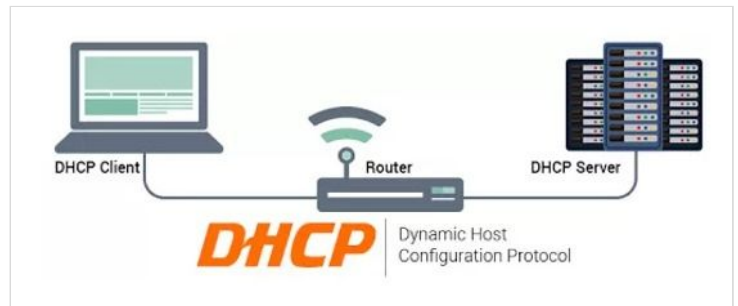 DHCP Client
Router
DHCP Server
DHCP
Dynamic Host
Configuration Protocol